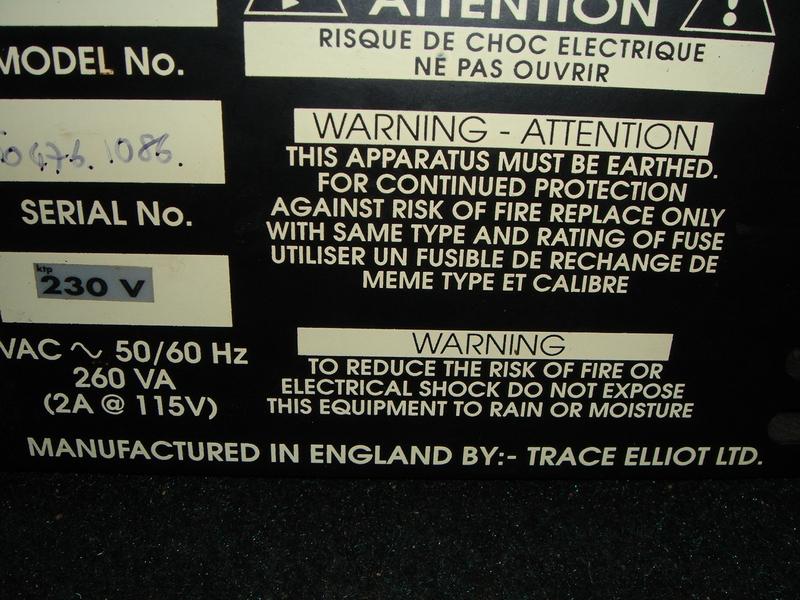 ATTENTION
RISQUE DE CHOC ELECTRIQUE
NE PAS OUVRIR
MODEL No.
1086.
SERIAL No.
ktp
230 V
VAC ~ 50/60 Hz
260 VA
(2A @ 115V)
WARNING - ATTENTION
THIS APPARATUS MUST BE EARTHED.
FOR CONTINUED PROTECTION
AGAINST RISK OF FIRE REPLACE ONLY
WITH SAME TYPE AND RATING OF FUSE
UTILISER UN FUSIBLE DE RECHANGE DE
MEME TYPE ET CALIBRE
WARNING
TO REDUCE THE RISK OF FIRE OR
ELECTRICAL SHOCK DO NOT EXPOSE
THIS EQUIPMENT TO RAIN OR MOISTURE
MANUFACTURED IN ENGLAND BY:- TRACE ELLIOT LTD.